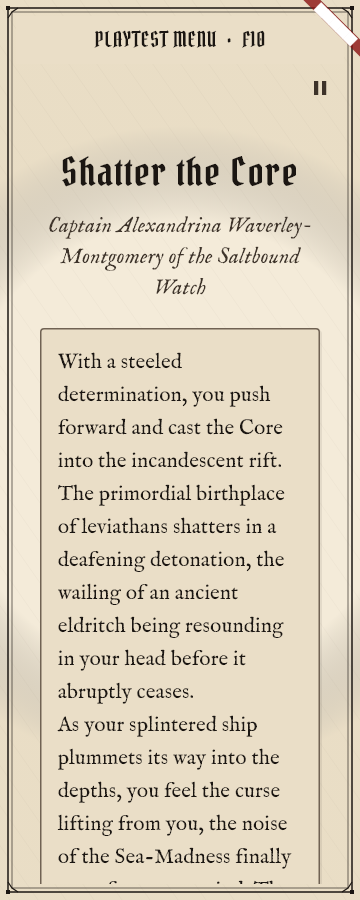 PLAYTEST MENU · F10
Shatter the Core
Captain Alexandrina Waverley-
Montgomery of the Saltbound
Watch
With a steeled
determination, you push
forward and cast the Core
into the incandescent rift.
The primordial birthplace
of leviathans shatters in a
deafening detonation, the
wailing of an ancient
eldritch being resounding
in your head before it
abruptly ceases.
As your splintered ship
plummets its way into the
depths, you feel the curse
lifting from you, the noise
of the Sea-Madness finally